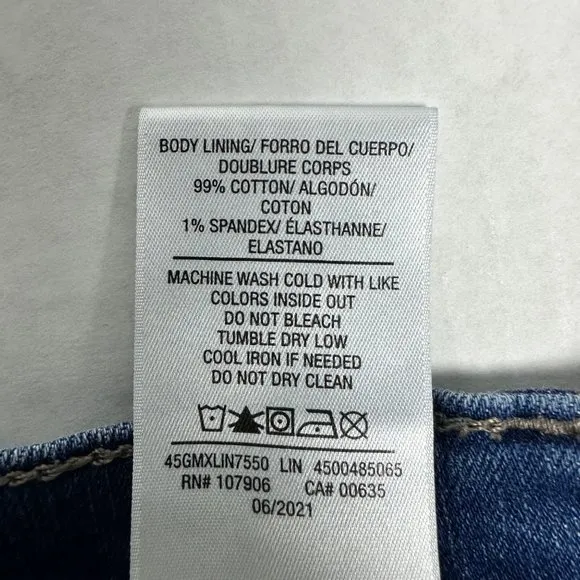 BODY LINING/ FORRO DEL CUERPO/
DOUBLURE CORPS
99% COTTON/ ALGODÓN/
COTON
1% SPANDEX/ ÉLASTHANNE/
ELASTANO
MACHINE WASH COLD WITH LIKE
COLORS INSIDE OUT
DO NOT BLEACH
TUMBLE DRY LOW
COOL IRON IF NEEDED
DO NOT DRY CLEAN
45GMXLIN7550 LIN 4500485065
RN# 107906 CA# 00635
06/2021